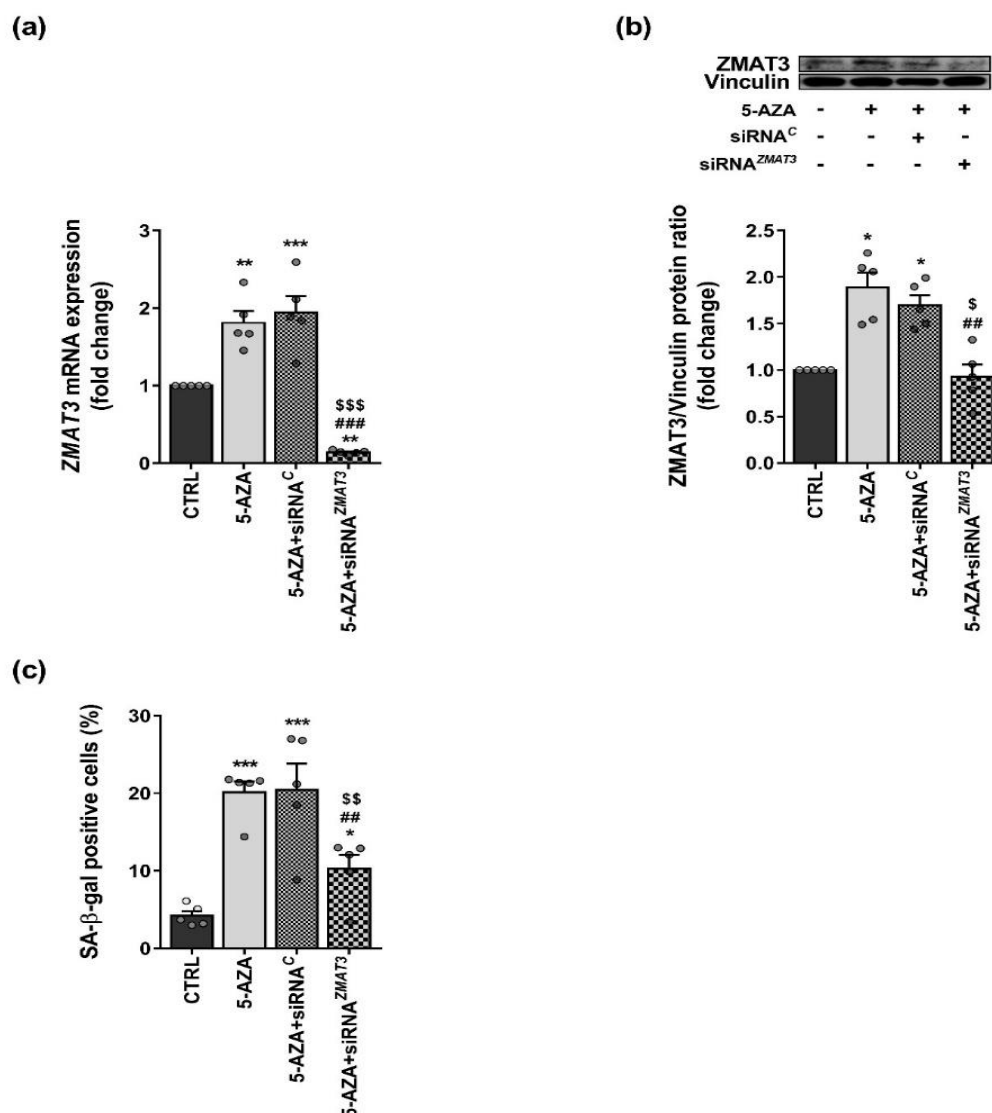 (a)
ZMAT3 mRNA expression
(fold change)
3
2
1
0
**
***
$$$
###
**
CTRL
5-AZA
5-AZA+siRNA^C
5-AZA+siRNA^ZMAT3
(b)
ZMAT3
Vinculin
5-AZA - + + +
siRNA^C - - + -
siRNA^ZMAT3 - - - +
ZMAT3/Vinculin protein ratio
(fold change)
2.5
2.0
1.5
1.0
0.5
0.0
*
*
$
##
CTRL
5-AZA
5-AZA+siRNA^C
5-AZA+siRNA^ZMAT3
(c)
SA-β-gal positive cells (%)
30
20
10
0
***
***
$$
##
*
CTRL
5-AZA
5-AZA+siRNA^C
5-AZA+siRNA^ZMAT3